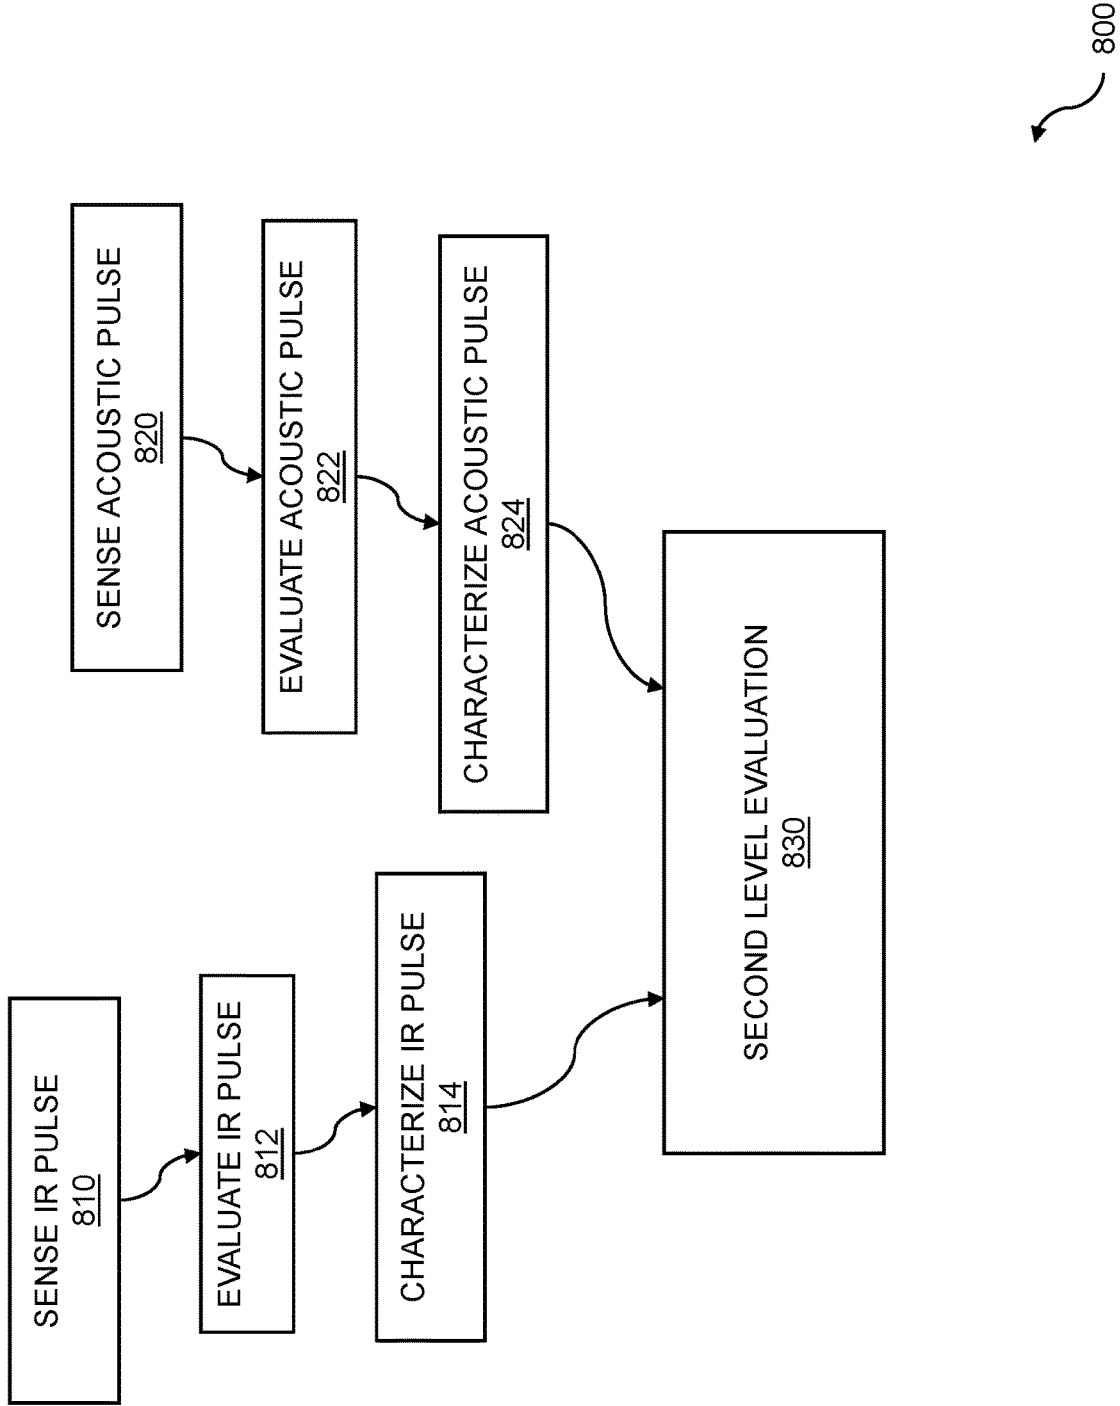 SENSE IR PULSE
810
EVALUATE IR PULSE
812
CHARACTERIZE IR PULSE
814
SENSE ACOUSTIC PULSE
820
EVALUATE ACOUSTIC PULSE
822
CHARACTERIZE ACOUSTIC PULSE
824
SECOND LEVEL EVALUATION
830
800